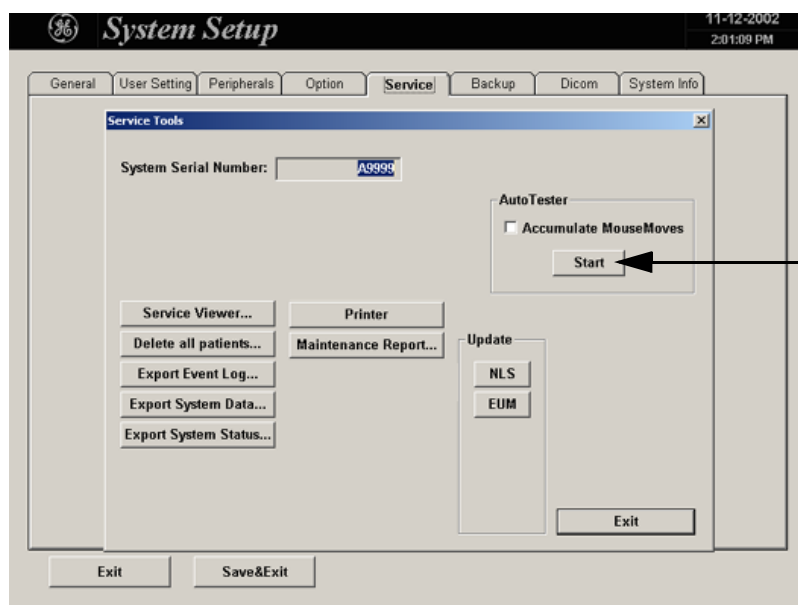 System Setup
11-12-2002
2:01:09 PM
General User Setting Peripherals Option Service Backup Dicom System Info
Service Tools
System Serial Number: A9999
AutoTester
Accumulate MouseMoves
Start
Service Viewer... Printer
Delete all patients... Maintenance Report...
Export Event Log...
Export System Data...
Export System Status...
Update
NLS
EUM
Exit
Exit Save&Exit